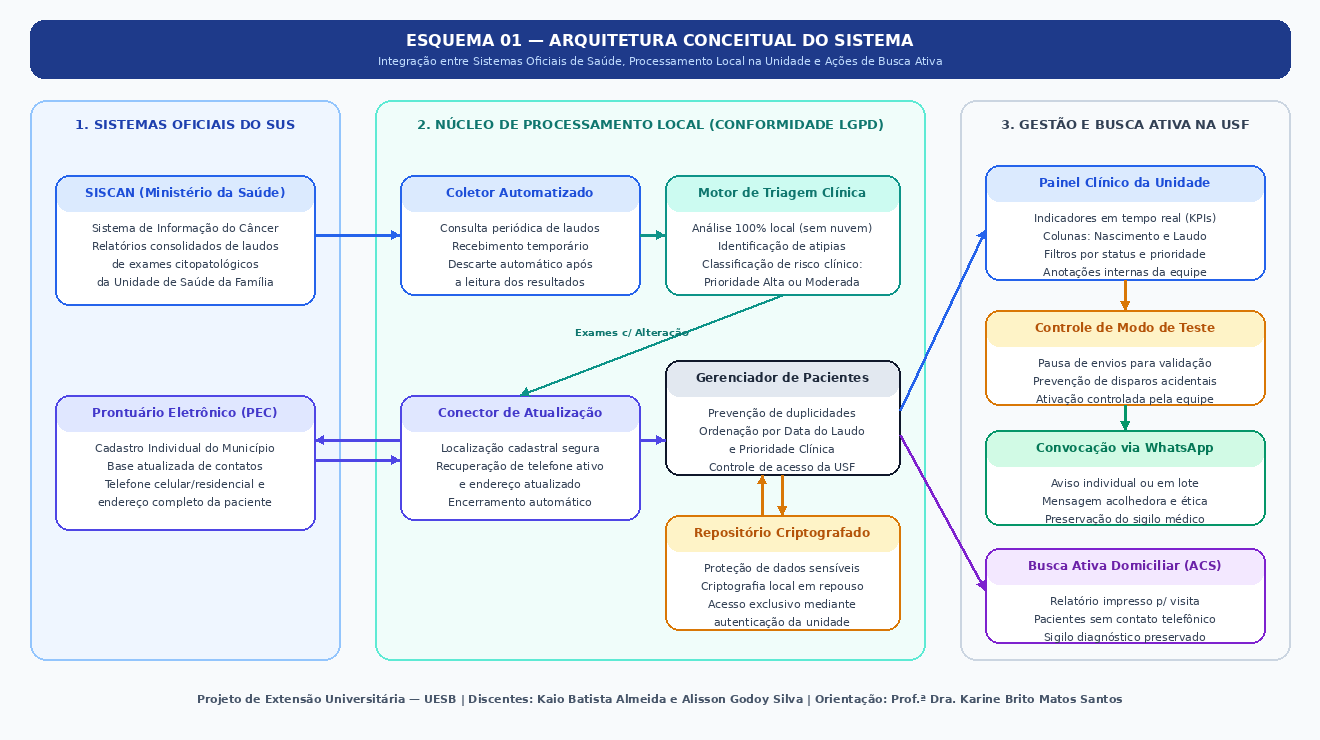 ESQUEMA 01 — ARQUITETURA CONCEITUAL DO SISTEMA
Integração entre Sistemas Oficiais de Saúde, Processamento Local na Unidade e Ações de Busca Ativa
1. SISTEMAS OFICIAIS DO SUS
SISCAN (Ministério da Saúde)
Sistema de Informação do Câncer
Relatórios consolidados de laudos
de exames citopatológicos
da Unidade de Saúde da Família
Prontuário Eletrônico (PEC)
Cadastro Individual do Município
Base atualizada de contatos
Telefone celular/residencial e
endereço completo da paciente
2. NÚCLEO DE PROCESSAMENTO LOCAL (CONFORMIDADE LGPD)
Coletor Automatizado
Consulta periódica de laudos
Recebimento temporário
Descarte automático após
a leitura dos resultados
Motor de Triagem Clínica
Análise 100% local (sem nuvem)
Identificação de atipias
Classificação de risco clínico:
Prioridade Alta ou Moderada
Exames c/ Alteração
Conector de Atualização
Localização cadastral segura
Recuperação de telefone ativo
e endereço atualizado
Encerramento automático
Gerenciador de Pacientes
Prevenção de duplicidades
Ordenação por Data do Laudo
e Prioridade Clínica
Controle de acesso da USF
Repositório Criptografado
Proteção de dados sensíveis
Criptografia local em repouso
Acesso exclusivo mediante
autenticação da unidade
3. GESTÃO E BUSCA ATIVA NA USF
Painel Clínico da Unidade
Indicadores em tempo real (KPIs)
Colunas: Nascimento e Laudo
Filtros por status e prioridade
Anotações internas da equipe
Controle de Modo de Teste
Pausa de envios para validação
Prevenção de disparos acidentais
Ativação controlada pela equipe
Convocação via WhatsApp
Aviso individual ou em lote
Mensagem acolhedora e ética
Preservação do sigilo médico
Busca Ativa Domiciliar (ACS)
Relatório impresso p/ visita
Pacientes sem contato telefônico
Sigilo diagnóstico preservado
Projeto de Extensão Universitária — UESB | Discentes: Kaio Batista Almeida e Alisson Godoy Silva | Orientação: Prof.ª Dra. Karine Brito Matos Santos